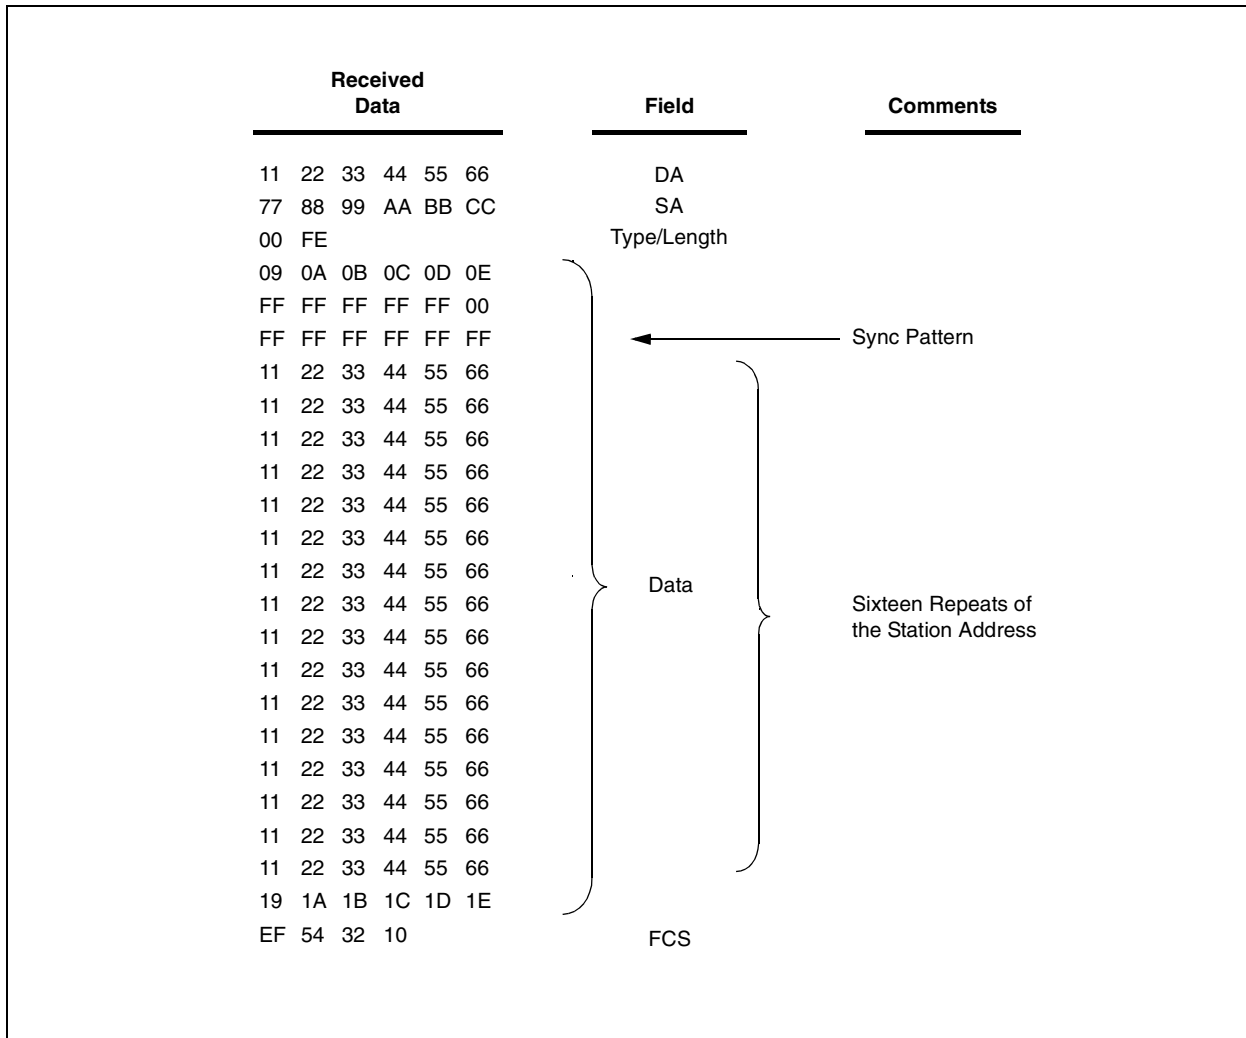 Received
Data Field Comments
11 22 33 44 55 66 DA
77 88 99 AA BB CC SA
00 FE Type/Length
09 0A 0B 0C 0D 0E
FF FF FF FF FF 00
FF FF FF FF FF FF Sync Pattern
11 22 33 44 55 66
11 22 33 44 55 66
11 22 33 44 55 66
11 22 33 44 55 66
11 22 33 44 55 66
11 22 33 44 55 66
11 22 33 44 55 66 Data
11 22 33 44 55 66 Sixteen Repeats of
11 22 33 44 55 66 the Station Address
11 22 33 44 55 66
11 22 33 44 55 66
11 22 33 44 55 66
11 22 33 44 55 66
11 22 33 44 55 66
11 22 33 44 55 66
11 22 33 44 55 66
19 1A 1B 1C 1D 1E
EF 54 32 10 FCS